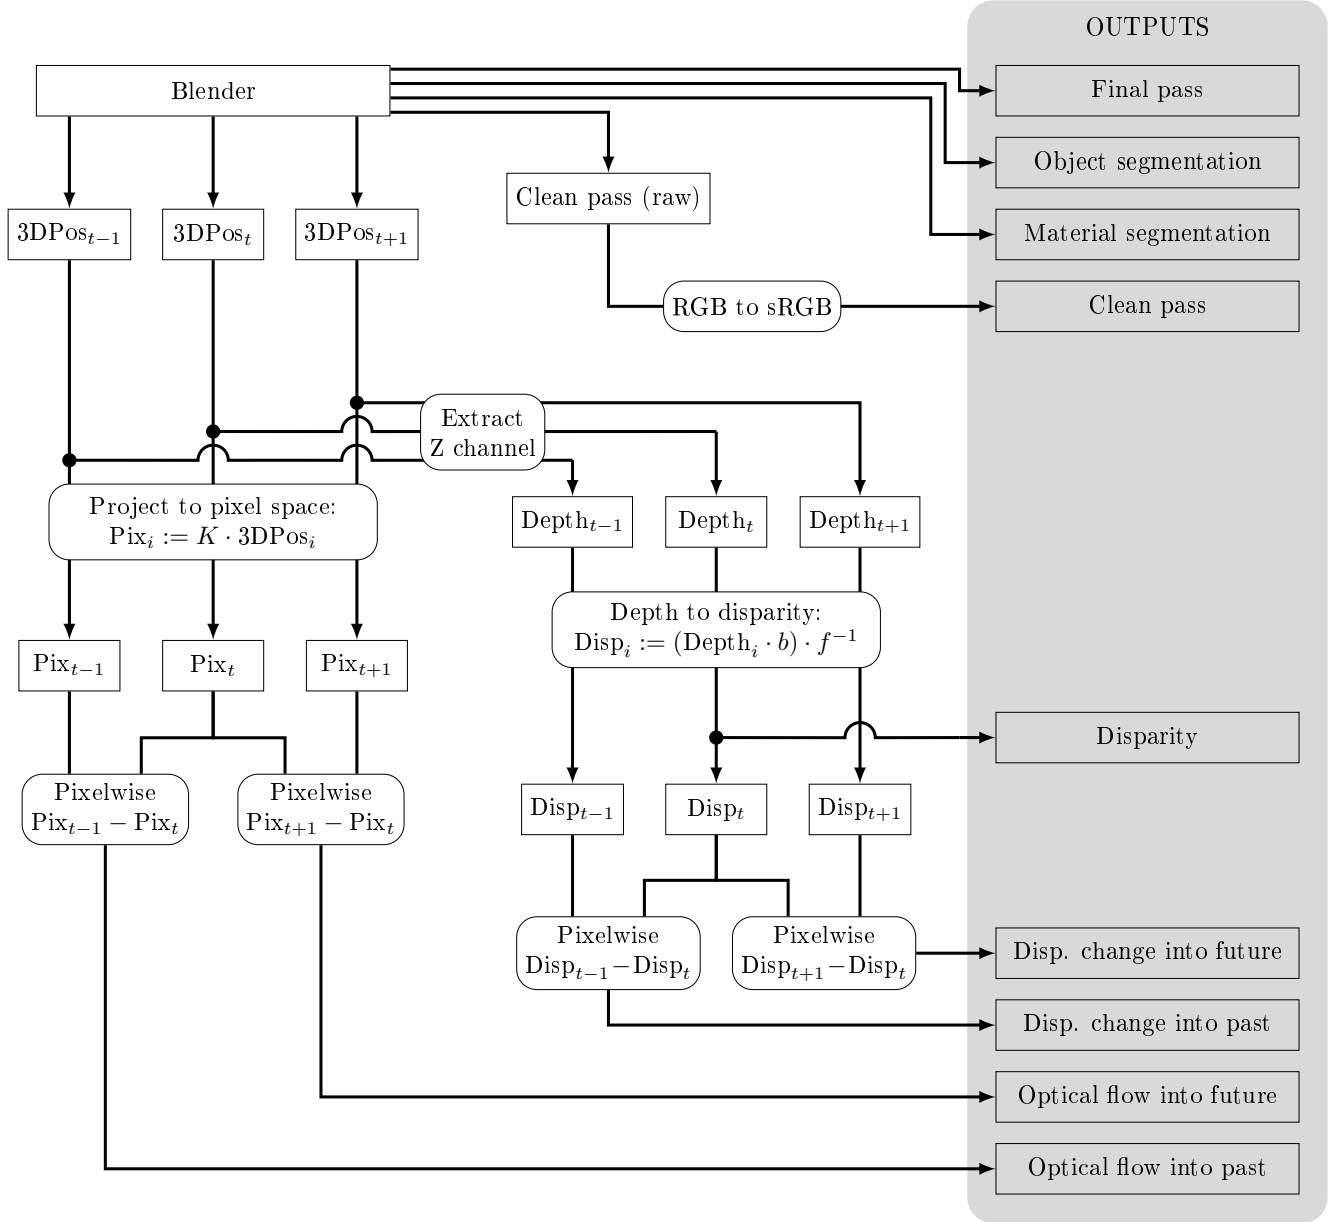 OUTPUTS
Blender
Final pass
Object segmentation
Clean pass (raw)
3DPos_{t−1}
3DPos_t
3DPos_{t+1}
Material segmentation
RGB to sRGB
Clean pass
Extract
Z channel
Project to pixel space:
Pix_i := K · 3DPos_i
Depth_{t−1}
Depth_t
Depth_{t+1}
Depth to disparity:
Disp_i := (Depth_i · b) · f^{−1}
Pix_{t−1}
Pix_t
Pix_{t+1}
Disparity
Pixelwise
Pix_{t−1} − Pix_t
Pixelwise
Pix_{t+1} − Pix_t
Disp_{t−1}
Disp_t
Disp_{t+1}
Pixelwise
Disp_{t−1}−Disp_t
Pixelwise
Disp_{t+1}−Disp_t
Disp. change into future
Disp. change into past
Optical flow into future
Optical flow into past